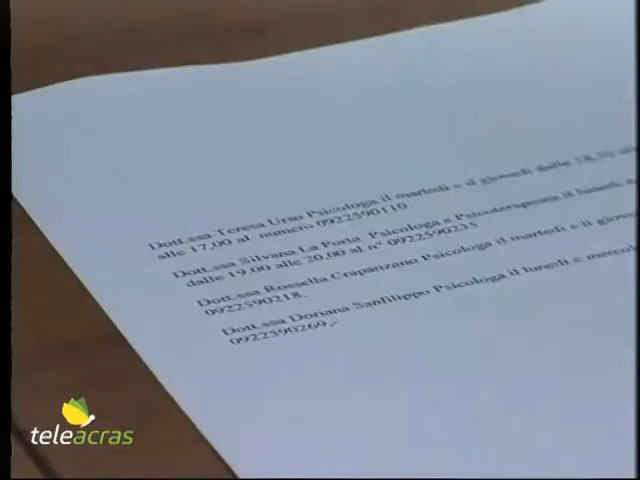 Dott.ssa Teresa Urso Psicologa il martedì e il giovedì dalle
alle 17,00 al numero 0922590110
Dott.ssa Silvana La Porta Psicologa e Psicoterapeuta il lunedì
dalle 19,00 alle 20,00 al n° 0922590235
Dott.ssa Rossella Crapanzano Psicologa il martedì e il
0922590218.
Dott.ssa Doriana Sanfilippo Psicologa il lunedì e
0922590269.-
teleacras